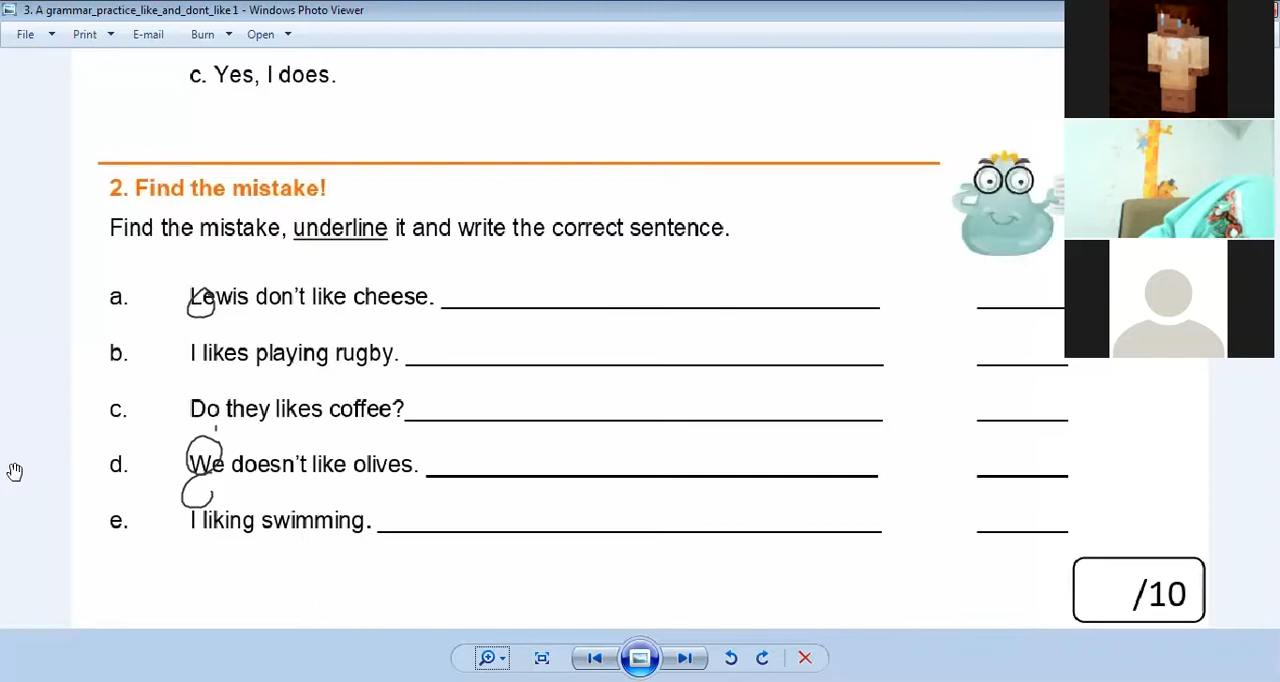 3. A grammar_practice_like_and_dont_like1 - Windows Photo Viewer
File Print E-mail Burn Open
c. Yes, I does.
2. Find the mistake!
Find the mistake, underline it and write the correct sentence.
a. Lewis don't like cheese.
b. I likes playing rugby.
c. Do they likes coffee?
d. We doesn't like olives.
e. I liking swimming.
/10